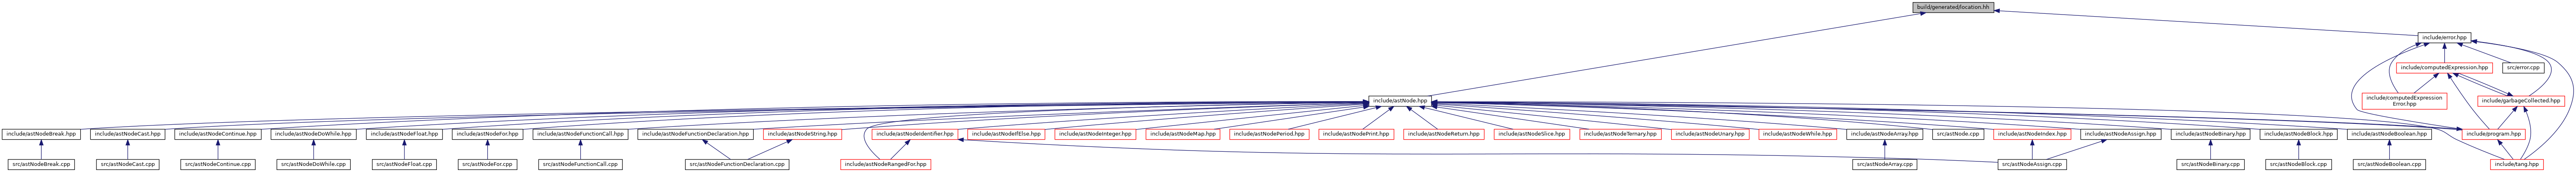 build/generated/location.hh
include/error.hpp
include/computedExpression.hpp
src/error.cpp
include/astNode.hpp
include/computedExpression
Error.hpp
include/garbageCollected.hpp
include/astNodeBreak.hpp
include/astNodeCast.hpp
include/astNodeContinue.hpp
include/astNodeDoWhile.hpp
include/astNodeFloat.hpp
include/astNodeFor.hpp
include/astNodeFunctionCall.hpp
include/astNodeFunctionDeclaration.hpp
include/astNodeString.hpp
include/astNodeIdentifier.hpp
include/astNodeIfElse.hpp
include/astNodeInteger.hpp
include/astNodeMap.hpp
include/astNodePeriod.hpp
include/astNodePrint.hpp
include/astNodeReturn.hpp
include/astNodeSlice.hpp
include/astNodeTernary.hpp
include/astNodeUnary.hpp
include/astNodeWhile.hpp
include/astNodeArray.hpp
src/astNode.cpp
include/astNodeIndex.hpp
include/astNodeAssign.hpp
include/astNodeBinary.hpp
include/astNodeBlock.hpp
include/astNodeBoolean.hpp
include/program.hpp
src/astNodeBreak.cpp
src/astNodeCast.cpp
src/astNodeContinue.cpp
src/astNodeDoWhile.cpp
src/astNodeFloat.cpp
src/astNodeFor.cpp
src/astNodeFunctionCall.cpp
src/astNodeFunctionDeclaration.cpp
include/astNodeRangedFor.hpp
src/astNodeArray.cpp
src/astNodeAssign.cpp
src/astNodeBinary.cpp
src/astNodeBlock.cpp
src/astNodeBoolean.cpp
include/tang.hpp